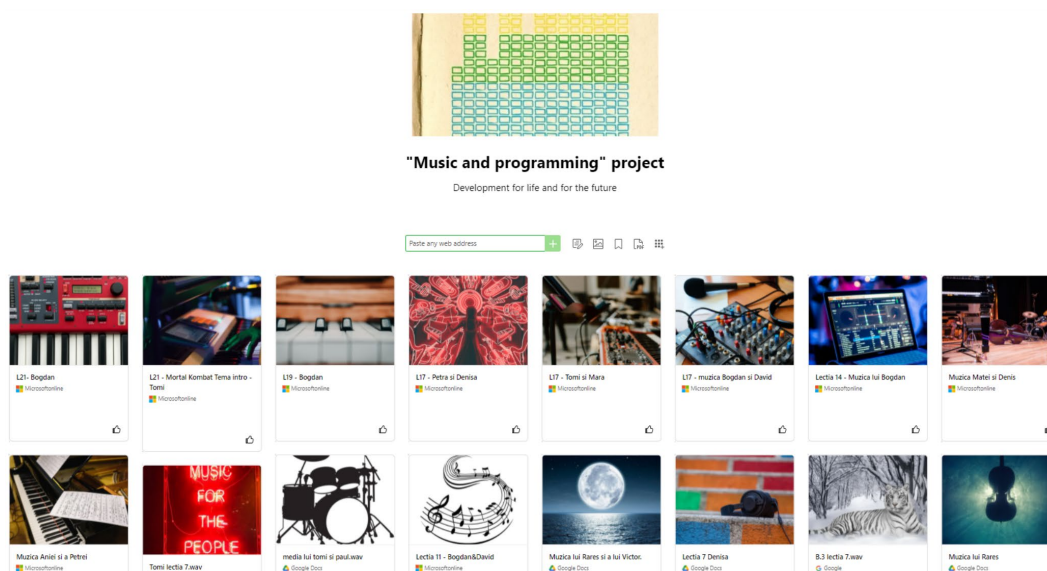 "Music and programming" project
Development for life and for the future
Paste any web address
L21- Bogdan
Microsoftonline
L21 - Mortal Kombat Tema intro -
Tomi
Microsoftonline
L19 - Bogdan
Microsoftonline
L17 - Petra si Denisa
Microsoftonline
L17 - Tomi si Mara
Microsoftonline
L17 - muzica Bogdan si David
Microsoftonline
Lectia 14 - Muzica lui Bogdan
Microsoftonline
Muzica Matei si Denis
Microsoftonline
MUSIC
FOR
THE
PEOPLE
Muzica Aniei si a Petrei
Microsoftonline
Tomi lectia 7.wav
media lui tomi si paul.wav
Google Docs
Lectia 11 - Bogdan&David
Microsoftonline
Muzica lui Rares si a lui Victor.
Google Docs
Lectia 7 Denisa
Google Docs
B.3 lectia 7.wav
Google
Muzica lui Rares
Google Docs